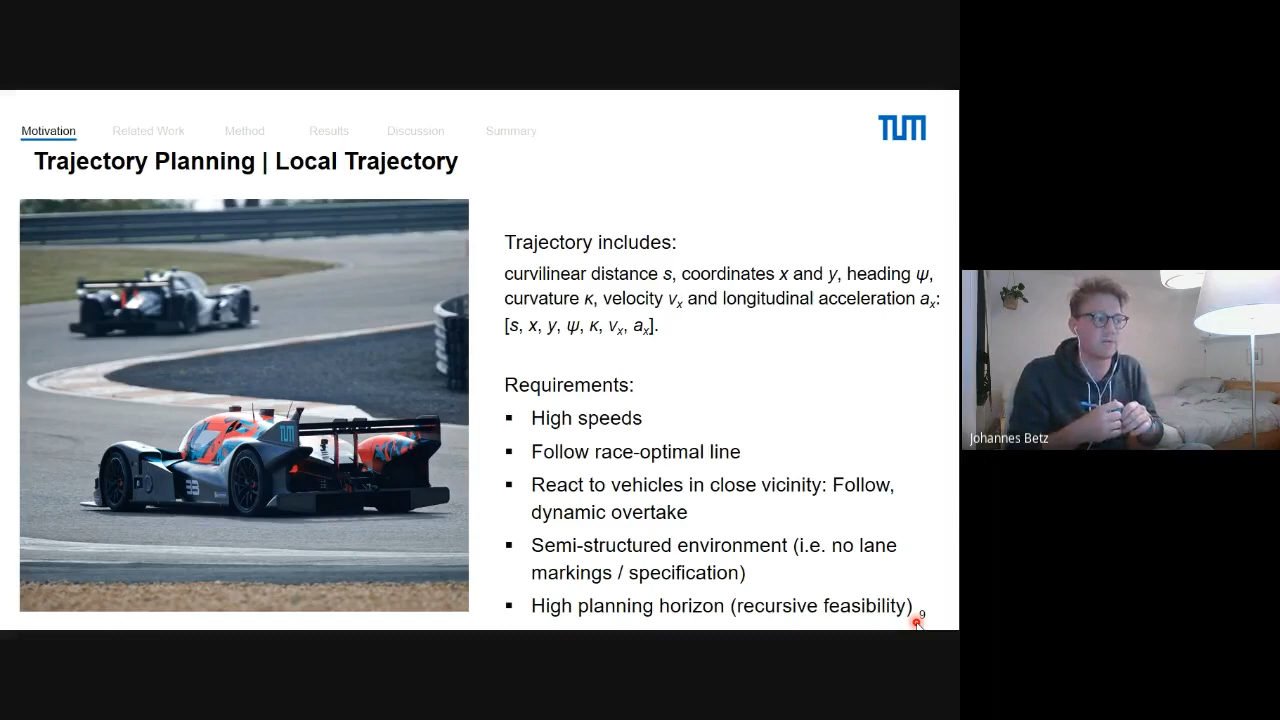 Motivation Related Work Method Results Discussion Summary
TUM
Trajectory Planning | Local Trajectory
Trajectory includes:
curvilinear distance s, coordinates x and y, heading ψ,
curvature κ, velocity vₓ and longitudinal acceleration aₓ:
[s, x, y, ψ, κ, vₓ, aₓ].
Requirements:
▪ High speeds
▪ Follow race-optimal line
▪ React to vehicles in close vicinity: Follow,
dynamic overtake
▪ Semi-structured environment (i.e. no lane
markings / specification)
▪ High planning horizon (recursive feasibility)
9
TUM
33
Johannes Betz